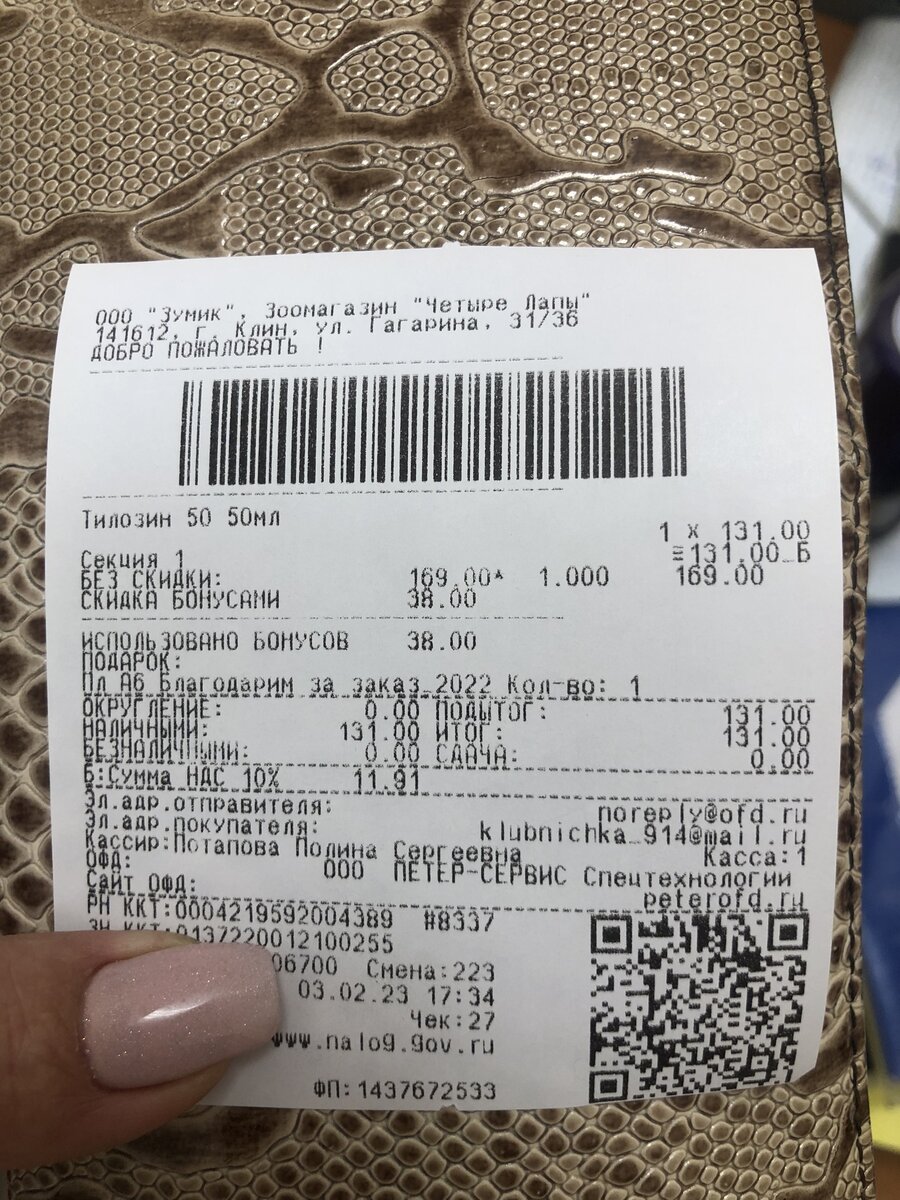 ООО "Зумик", Зоомагазин "Четыре Лапы"
141612, г. Клин, ул. Гагарина, 31/36
ДОБРО ПОЖАЛОВАТЬ !
Тилозин 50 50мл
1 x 131.00
Секция 1 ≡131.00_Б
БЕЗ СКИДКИ: 169.00* 1.000 169.00
СКИДКА БОНУСАМИ 38.00
ИСПОЛЬЗОВАНО БОНУСОВ 38.00
ПОДАРОК:
Пл А6 Благодарим за заказ_2022 Кол-во: 1
ОКРУГЛЕНИЕ: 0.00 ПОДЫТОГ: 131.00
НАЛИЧНЫМИ: 131.00 ИТОГ: 131.00
БЕЗНАЛИЧНЫМИ: 0.00 СДАЧА: 0.00
Б:Сумма НДС 10% 11.91
Эл.адр.отправителя: noreply@ofd.ru
Эл.адр.покупателя: klubnichka_914@mail.ru
Кассир:Потапова Полина Сергеевна Касса:1
ОФД: ООО ПЕТЕР-СЕРВИС Спецтехнологии
Сайт ОФД: peterofd.ru
РН ККТ:0004219592004389 #8337
ЗН ККТ:0137220012100255
06700 Смена:223
03.02.23 17:34
Чек:27
www.nalog.gov.ru
ФП:1437672533